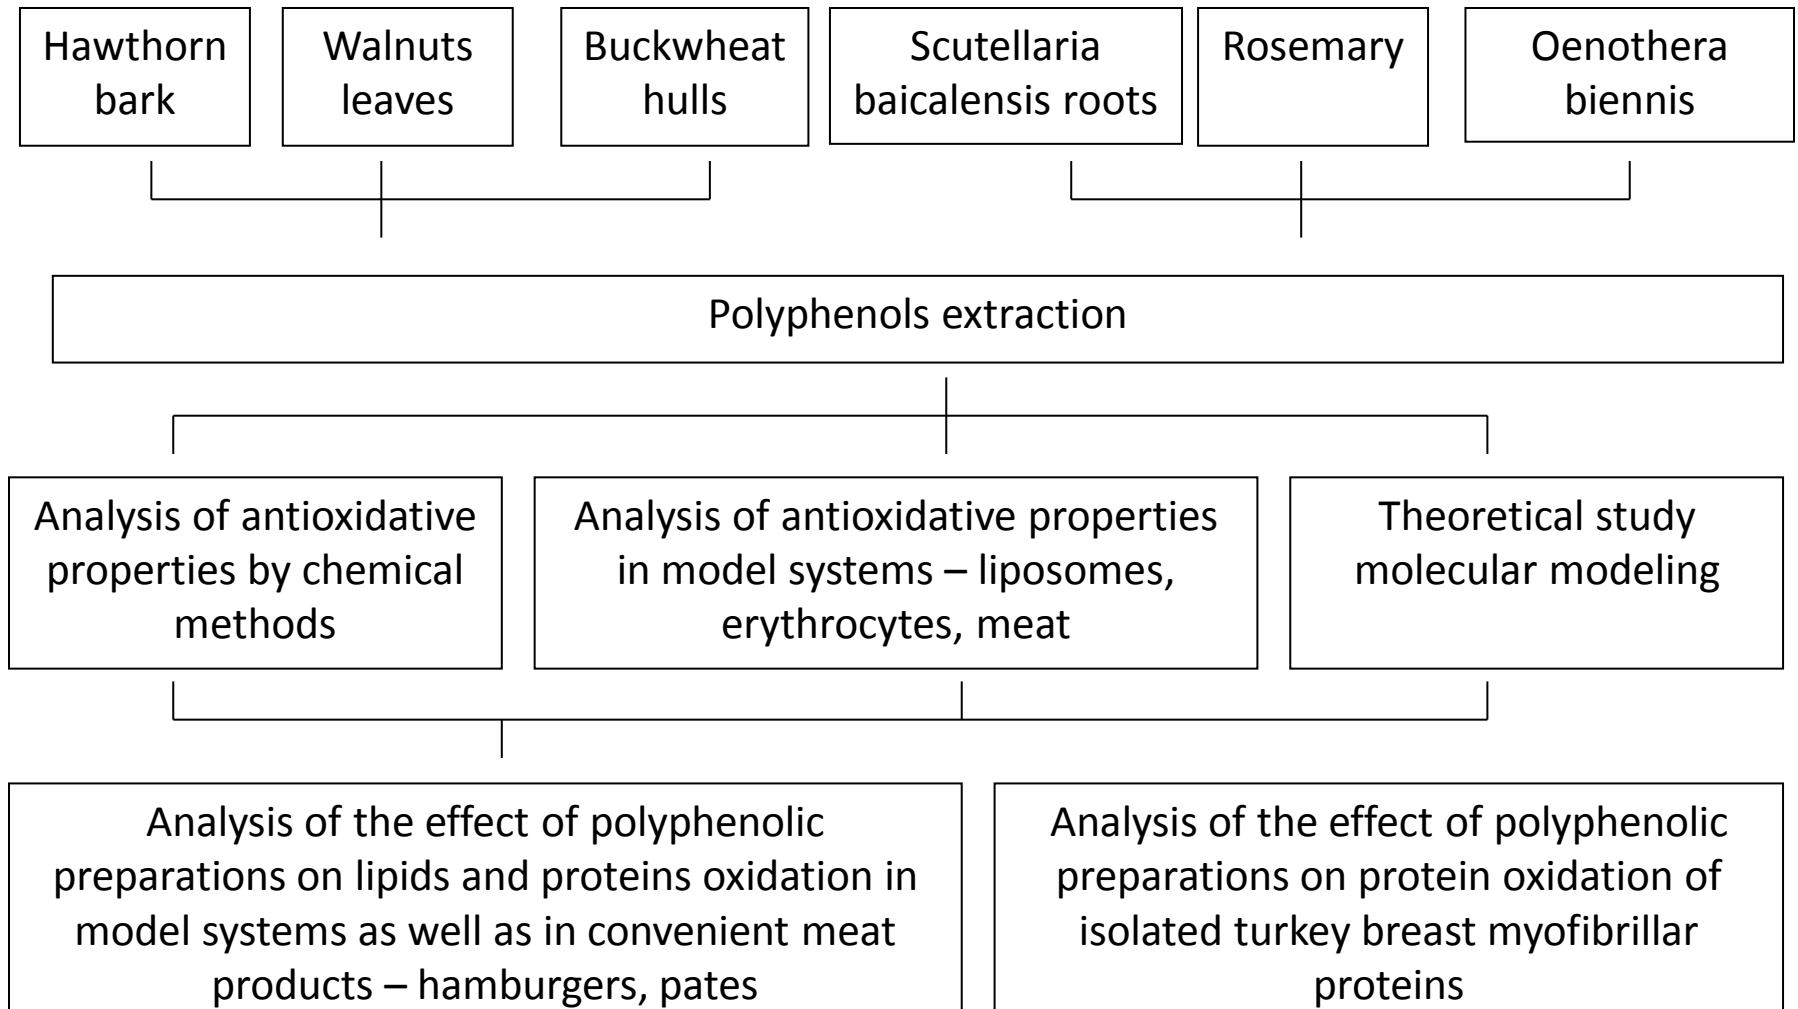 Hawthorn
bark
Walnuts
leaves
Buckwheat
hulls
Scutellaria
baicalensis roots
Rosemary
Oenothera
biennis
Polyphenols extraction
Analysis of antioxidative
properties by chemical
methods
Analysis of antioxidative properties
in model systems – liposomes,
erythrocytes, meat
Theoretical study
molecular modeling
Analysis of the effect of polyphenolic
preparations on lipids and proteins oxidation in
model systems as well as in convenient meat
products – hamburgers, pates
Analysis of the effect of polyphenolic
preparations on protein oxidation of
isolated turkey breast myofibrillar
proteins